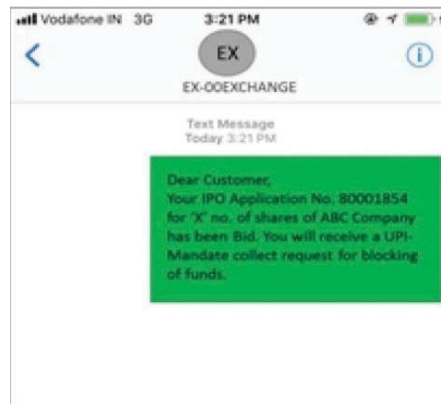 Vodafone IN 3G 3:21 PM
EX
EX-OOEXCHANGE
Text Message
Today 3:21 PM
Dear Customer,
Your IPO Application No. 80001854
for 'X' no. of shares of ABC Company
has been Bid. You will receive a UPI-
Mandate collect request for blocking
of funds.